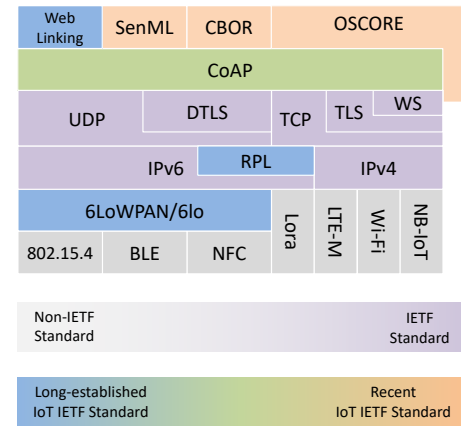 Web
Linking
SenML
CBOR
OSCORE
CoAP
UDP
DTLS
TCP
TLS
WS
IPv6
RPL
IPv4
6LoWPAN/6lo
Lora
LTE-M
Wi-Fi
NB-IoT
802.15.4
BLE
NFC
Non-IETF
Standard
IETF
Standard
Long-established
IoT IETF Standard
Recent
IoT IETF Standard